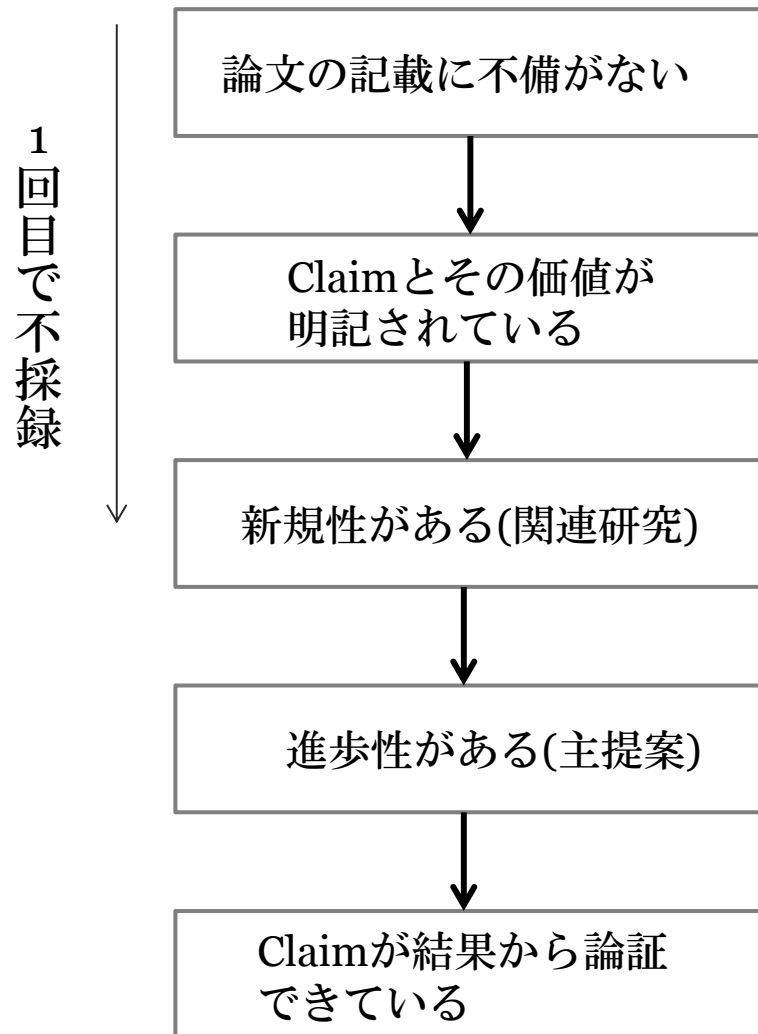 論文の記載に不備がない
1回目で不採録
Claimとその価値が
明記されている
新規性がある(関連研究)
進歩性がある(主提案)
Claimが結果から論証
できている